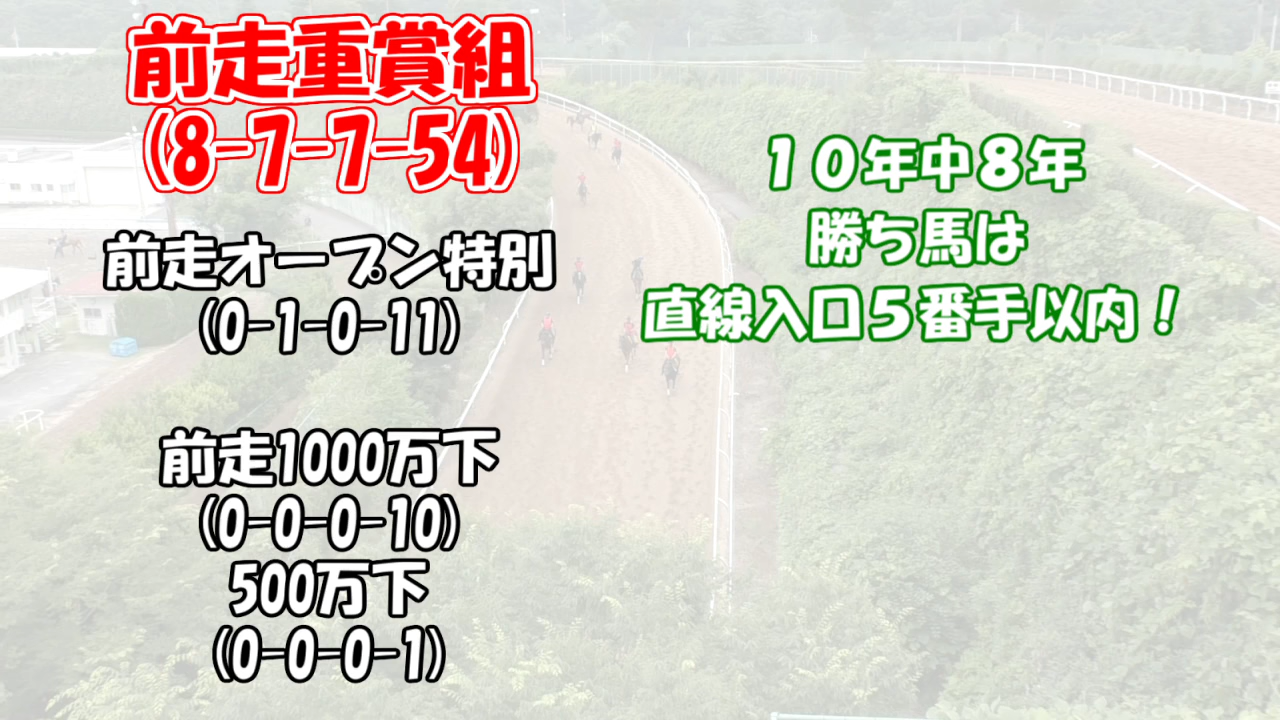 前走重賞組
(8-7-7-54)
前走オープン特別
(0-1-0-11)
前走1000万下
(0-0-0-10)
500万下
(0-0-0-1)
１０年中８年
勝ち馬は
直線入口５番手以内！